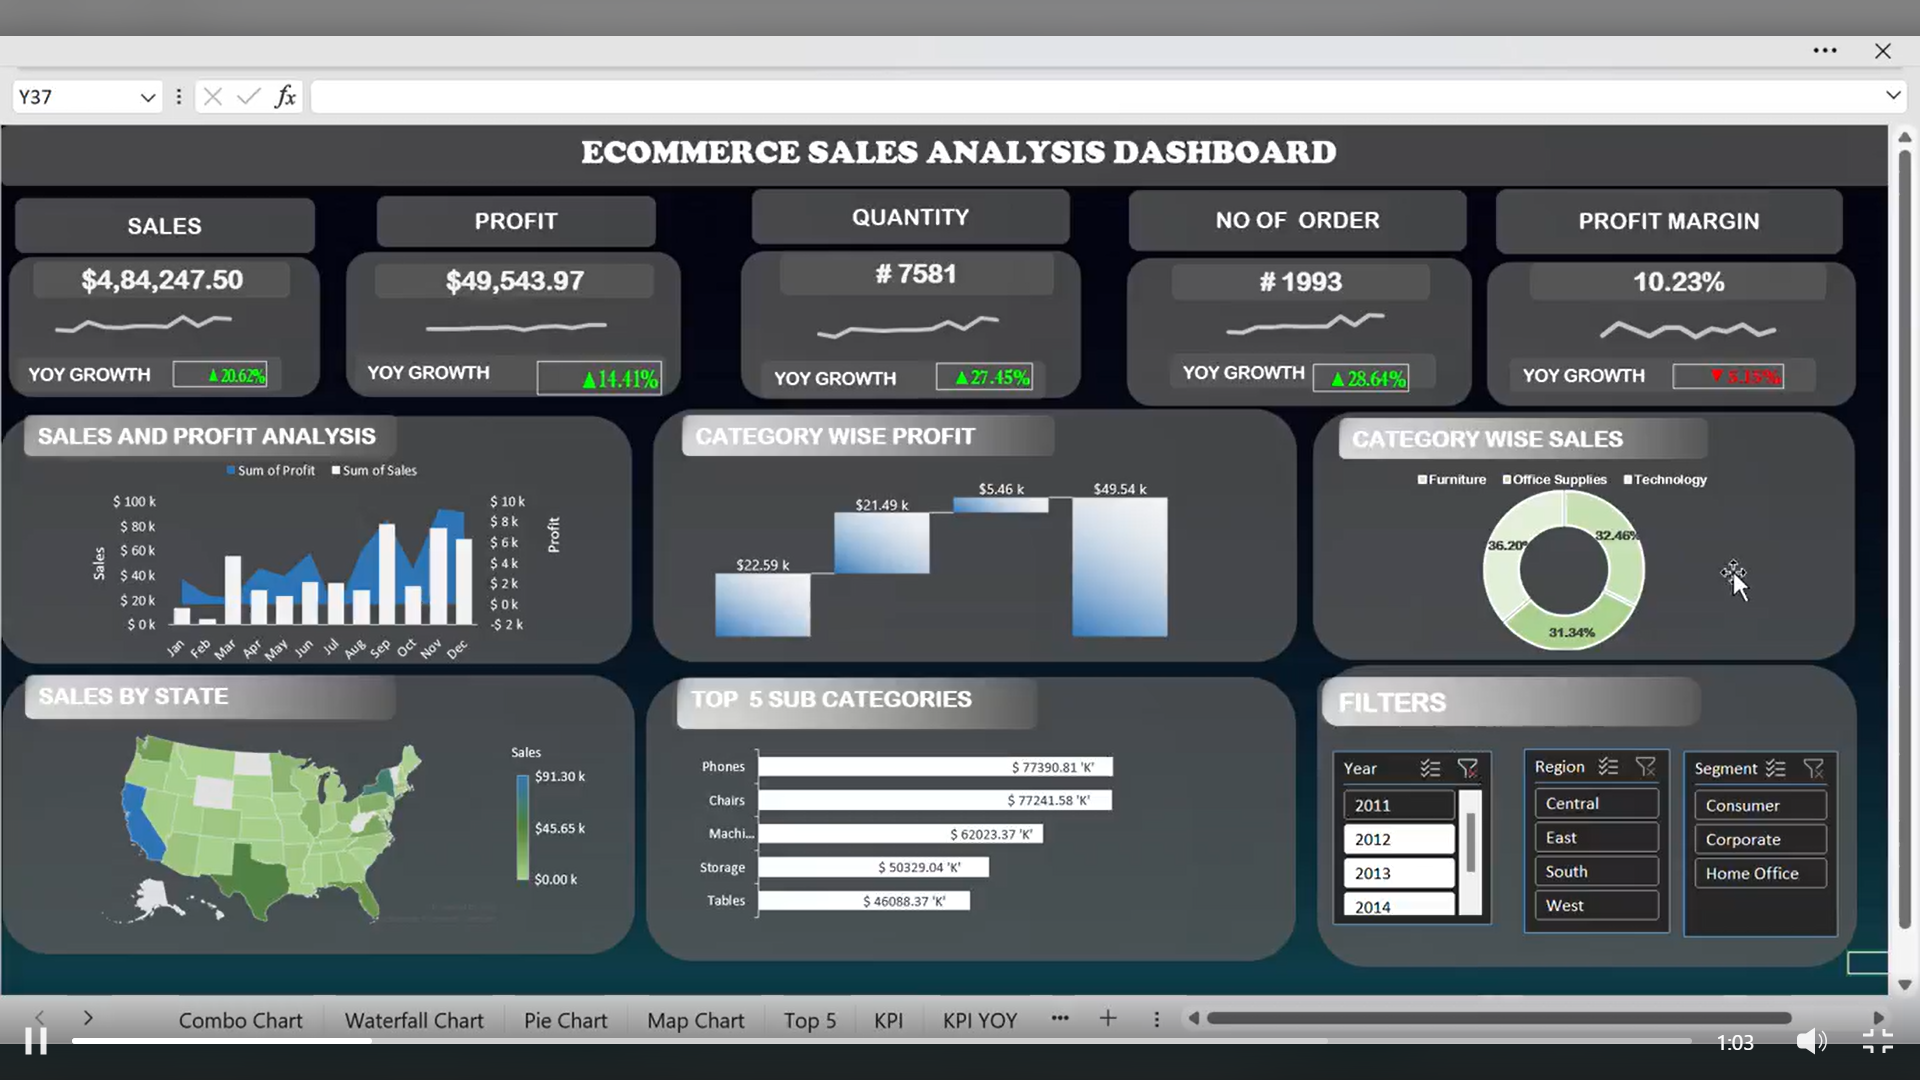 Y37
fx
ECOMMERCE SALES ANALYSIS DASHBOARD
SALES
PROFIT
QUANTITY
NO OF ORDER
PROFIT MARGIN
$4,84,247.50
$49,543.97
# 7581
# 1993
10.23%
YOY GROWTH ▲20.62%
YOY GROWTH ▲14.41%
YOY GROWTH ▲27.45%
YOY GROWTH ▲28.64%
YOY GROWTH
SALES AND PROFIT ANALYSIS
Sum of Profit Sum of Sales
Sales
$ 100 k
$ 80 k
$ 60 k
$ 40 k
$ 20 k
$ 0 k
$ 10 k
$ 8 k
$ 6 k
$ 4 k
$ 2 k
$ 0 k
-$ 2 k
Profit
Jan Feb Mar Apr May Jun Jul Aug Sep Oct Nov Dec
CATEGORY WISE PROFIT
$22.59 k
$21.49 k
$5.46 k
$49.54 k
CATEGORY WISE SALES
Furniture Office Supplies Technology
36.20%
32.46%
31.34%
SALES BY STATE
Sales
$91.30 k
$45.65 k
$0.00 k
TOP 5 SUB CATEGORIES
Phones $ 77390.81 'K'
Chairs $ 77241.58 'K'
Machi... $ 62023.37 'K'
Storage $ 50329.04 'K'
Tables $ 46088.37 'K'
FILTERS
Year
2011
2012
2013
2014
Region
Central
East
South
West
Segment
Consumer
Corporate
Home Office
Combo Chart Waterfall Chart Pie Chart Map Chart Top 5 KPI KPI YOY
1:03